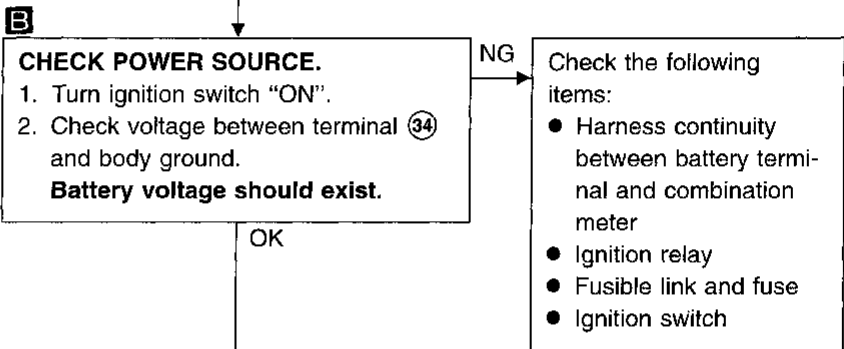 B
CHECK POWER SOURCE.
1. Turn ignition switch “ON”.
2. Check voltage between terminal 34
and body ground.
Battery voltage should exist.
OK
NG
Check the following
items:
● Harness continuity
between battery termi-
nal and combination
meter
● Ignition relay
● Fusible link and fuse
● Ignition switch